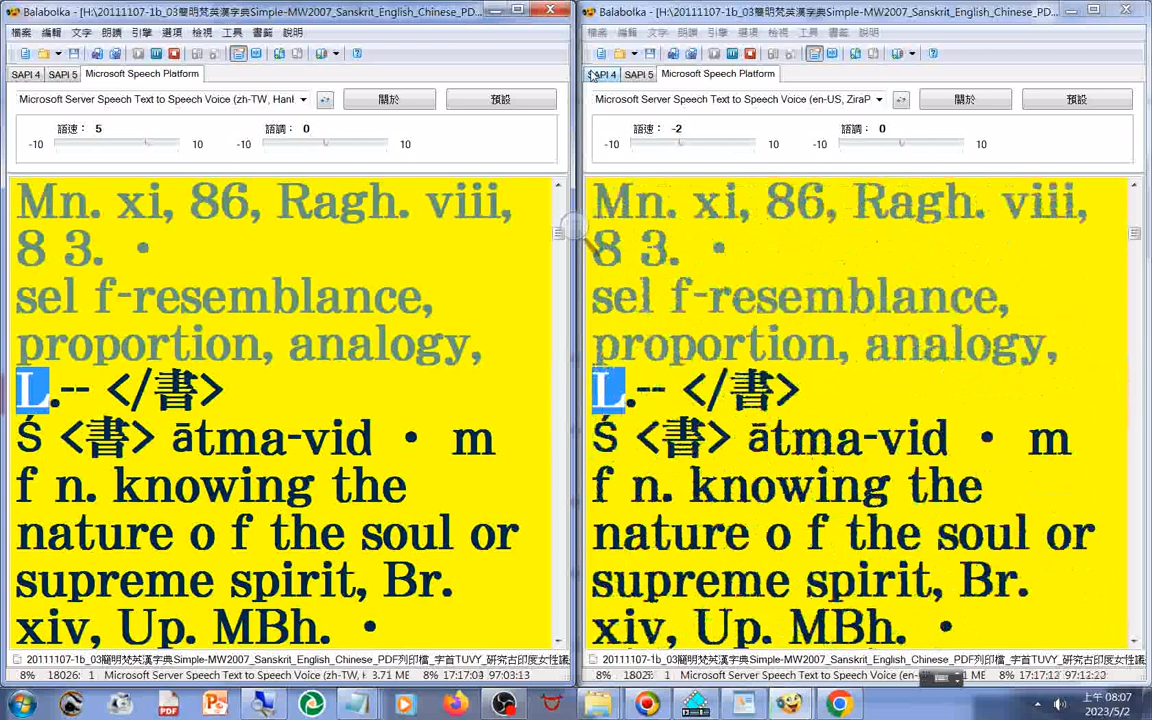 Balabolka - [H:\20111107-1b_03簡明梵英漢字典Simple-MW2007_Sanskrit_English_Chinese_PD...
檔案 編輯 文字 朗讀 引擎 選項 檢視 工具 書籤 說明
SAPI 4 SAPI 5 Microsoft Speech Platform
Microsoft Server Speech Text to Speech Voice (zh-TW, HanI
關於 預設
語速： 5 語調： 0
-10 10 -10 10
Mn. xi, 86, Ragh. viii,
8 3. •
sel f-resemblance,
proportion, analogy,
L.-- </書>
Ś <書> ātma-vid • m
f n. knowing the
nature o f the soul or
supreme spirit, Br.
xiv, Up. MBh. •
20111107-1b_03簡明梵英漢字典Simple-MW2007_Sanskrit_English_Chinese_PDF列印檔_字首TUVY_研究古印度女性議
8% 18026: 1 Microsoft Server Speech Text to Speech Voice (zh-TW, H 3.71 ME 8% 17:17:03 97:03:13
Balabolka - [H:\20111107-1b_03簡明梵英漢字典Simple-MW2007_Sanskrit_English_Chinese_PD...
檔案 編輯 文字 朗讀 引擎 選項 檢視 工具 書籤 說明
SAPI 4 SAPI 5 Microsoft Speech Platform
Microsoft Server Speech Text to Speech Voice (en-US, ZiraP
關於 預設
語速： -2 語調： 0
-10 10 -10 10
Mn. xi, 86, Ragh. viii,
8 3. •
sel f-resemblance,
proportion, analogy,
L.-- </書>
Ś <書> ātma-vid • m
f n. knowing the
nature o f the soul or
supreme spirit, Br.
xiv, Up. MBh. •
20111107-1b_03簡明梵英漢字典Simple-MW2007_Sanskrit_English_Chinese_PDF列印檔_字首TUVY_研究古印度女性議
8% 1 Microsoft Server Speech Text to Speech Voice (en- ME 8% 17:17:12 97:12:20
上午 08:07
2023/5/2